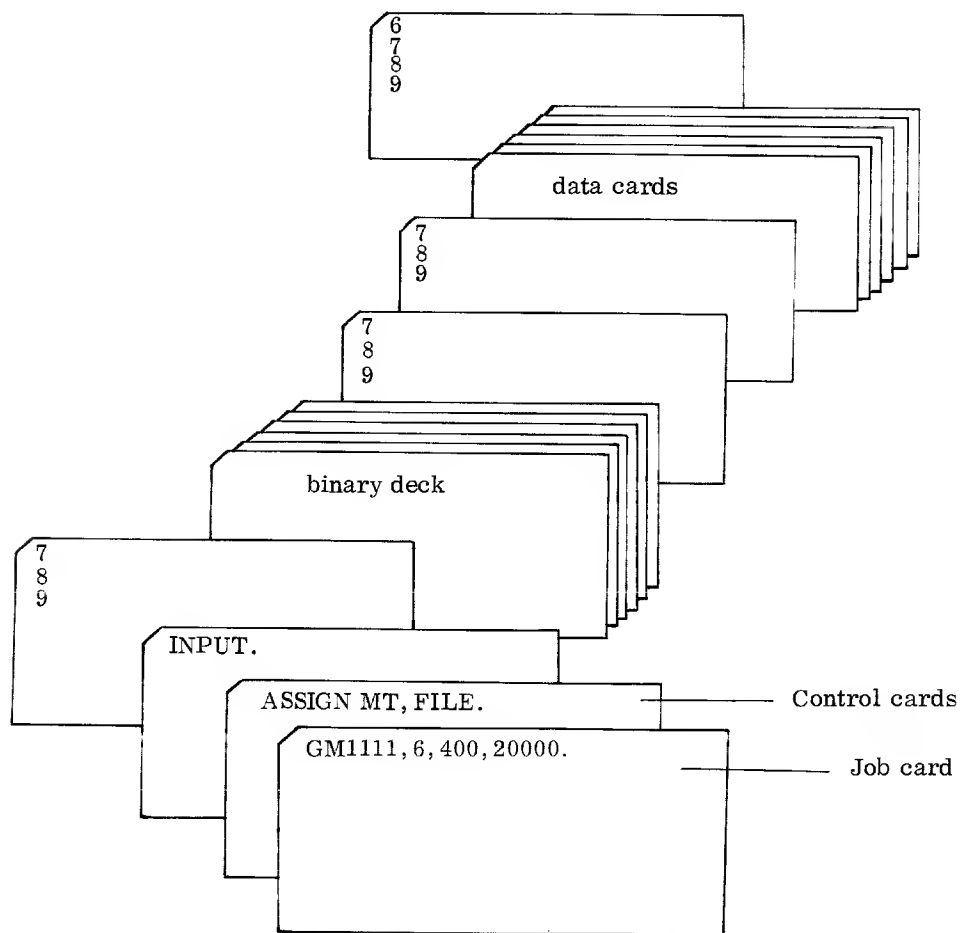 6
7
8
9
data cards
7
8
9
7
8
9
binary deck
7
8
9
INPUT.
ASSIGN MT, FILE.
Control cards
GM1111, 6, 400, 20000.
Job card